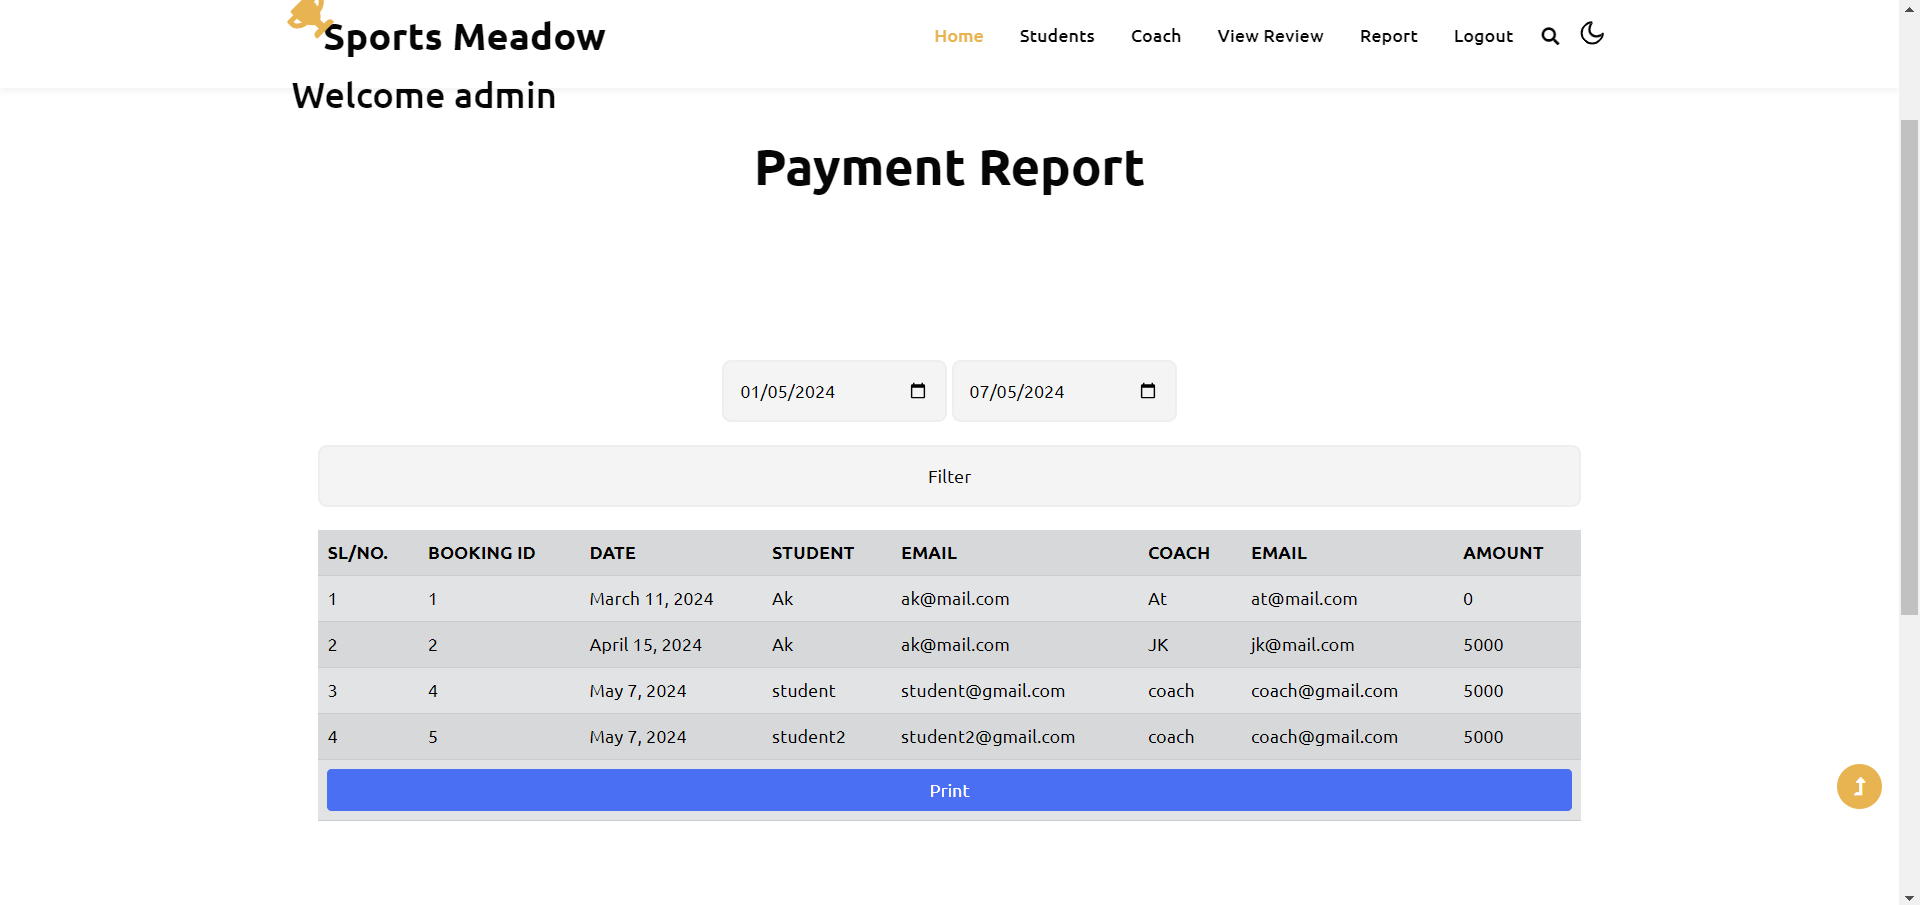 Sports Meadow
Home Students Coach View Review Report Logout
Welcome admin
Payment Report
01/05/2024 07/05/2024
Filter
SL/NO. BOOKING ID DATE STUDENT EMAIL COACH EMAIL AMOUNT
1 1 March 11, 2024 Ak ak@mail.com At at@mail.com 0
2 2 April 15, 2024 Ak ak@mail.com JK jk@mail.com 5000
3 4 May 7, 2024 student student@gmail.com coach coach@gmail.com 5000
4 5 May 7, 2024 student2 student2@gmail.com coach coach@gmail.com 5000
Print